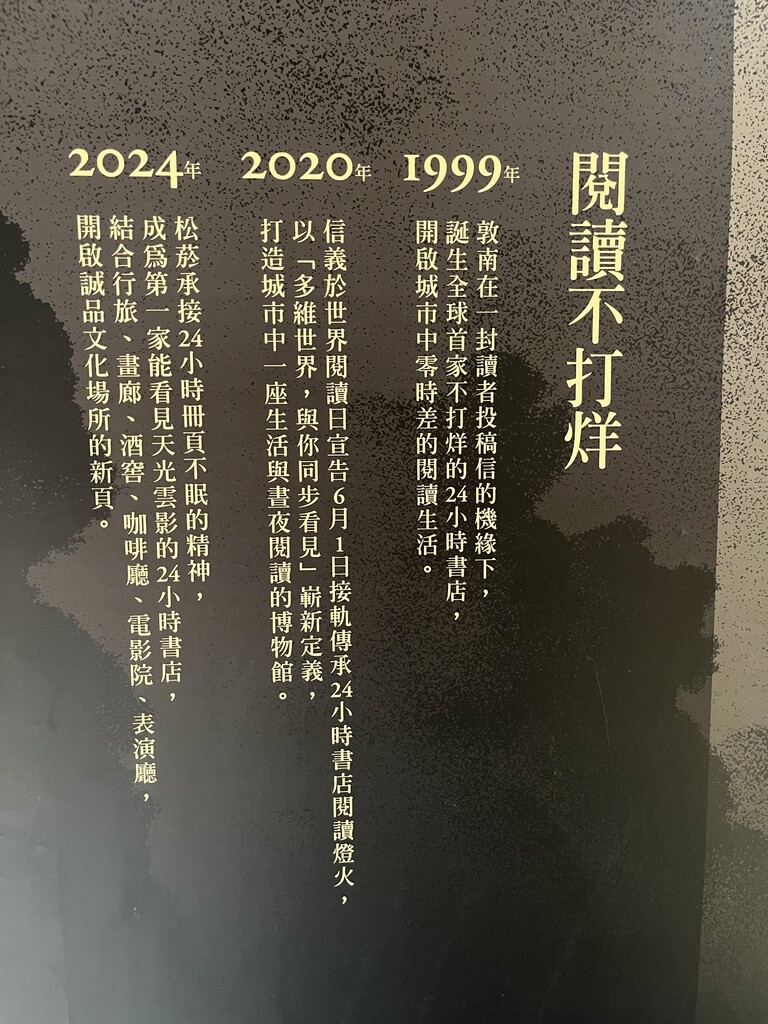 閱讀不打烊
1999年
敦南在一封讀者投稿信的機緣下，
誕生全球首家不打烊的24小時書店，
開啟城市中零時差的閱讀生活。
2020年
信義於世界閱讀日宣告6月1日接軌傳承24小時書店閱讀燈火，
以「多維世界，與你同步看見」嶄新定義，
打造城市中一座生活與晝夜閱讀的博物館。
2024年
松菸承接24小時冊頁不眠的精神，
成為第一家能看見天光雲影的24小時書店，
結合行旅、畫廊、酒窖、咖啡廳、電影院、表演廳，
開啟誠品文化場所的新頁。